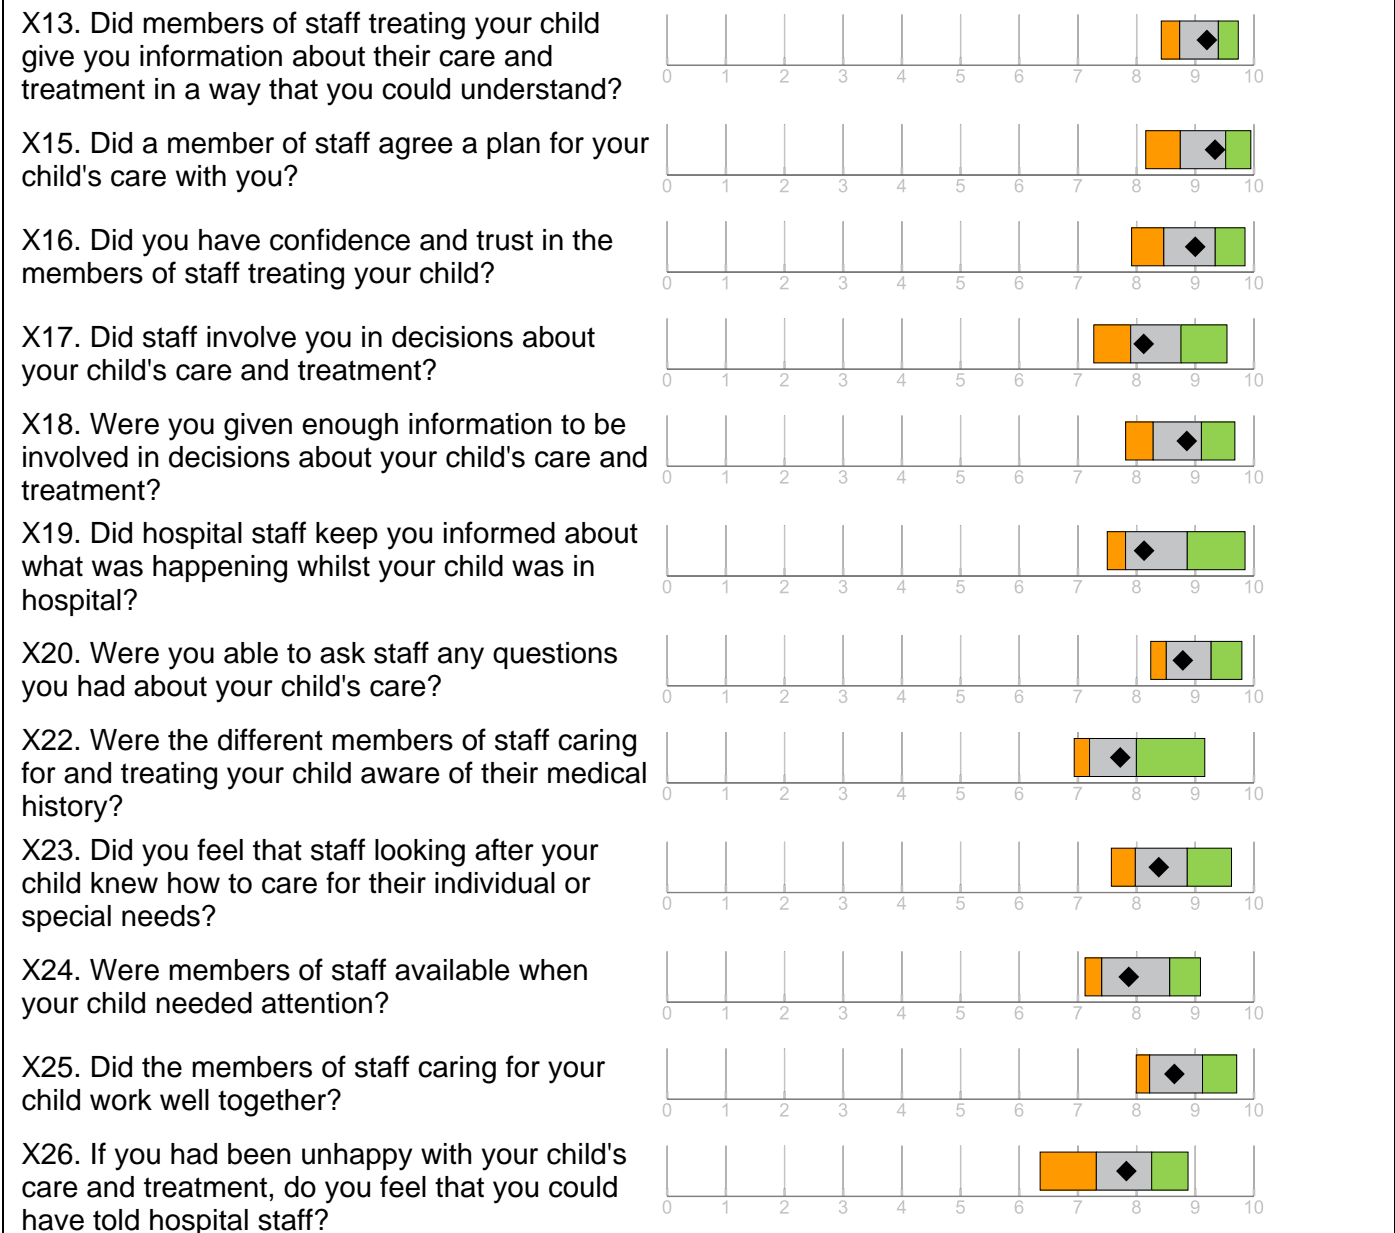 X13. Did members of staff treating your child
give you information about their care and
treatment in a way that you could understand?
0 1 2 3 4 5 6 7 8 9 10
X15. Did a member of staff agree a plan for your
child's care with you?
0 1 2 3 4 5 6 7 8 9 10
X16. Did you have confidence and trust in the
members of staff treating your child?
0 1 2 3 4 5 6 7 8 9 10
X17. Did staff involve you in decisions about
your child's care and treatment?
0 1 2 3 4 5 6 7 8 9 10
X18. Were you given enough information to be
involved in decisions about your child's care and
treatment?
0 1 2 3 4 5 6 7 8 9 10
X19. Did hospital staff keep you informed about
what was happening whilst your child was in
hospital?
0 1 2 3 4 5 6 7 8 9 10
X20. Were you able to ask staff any questions
you had about your child's care?
0 1 2 3 4 5 6 7 8 9 10
X22. Were the different members of staff caring
for and treating your child aware of their medical
history?
0 1 2 3 4 5 6 7 8 9 10
X23. Did you feel that staff looking after your
child knew how to care for their individual or
special needs?
0 1 2 3 4 5 6 7 8 9 10
X24. Were members of staff available when
your child needed attention?
0 1 2 3 4 5 6 7 8 9 10
X25. Did the members of staff caring for your
child work well together?
0 1 2 3 4 5 6 7 8 9 10
X26. If you had been unhappy with your child's
care and treatment, do you feel that you could
have told hospital staff?
0 1 2 3 4 5 6 7 8 9 10